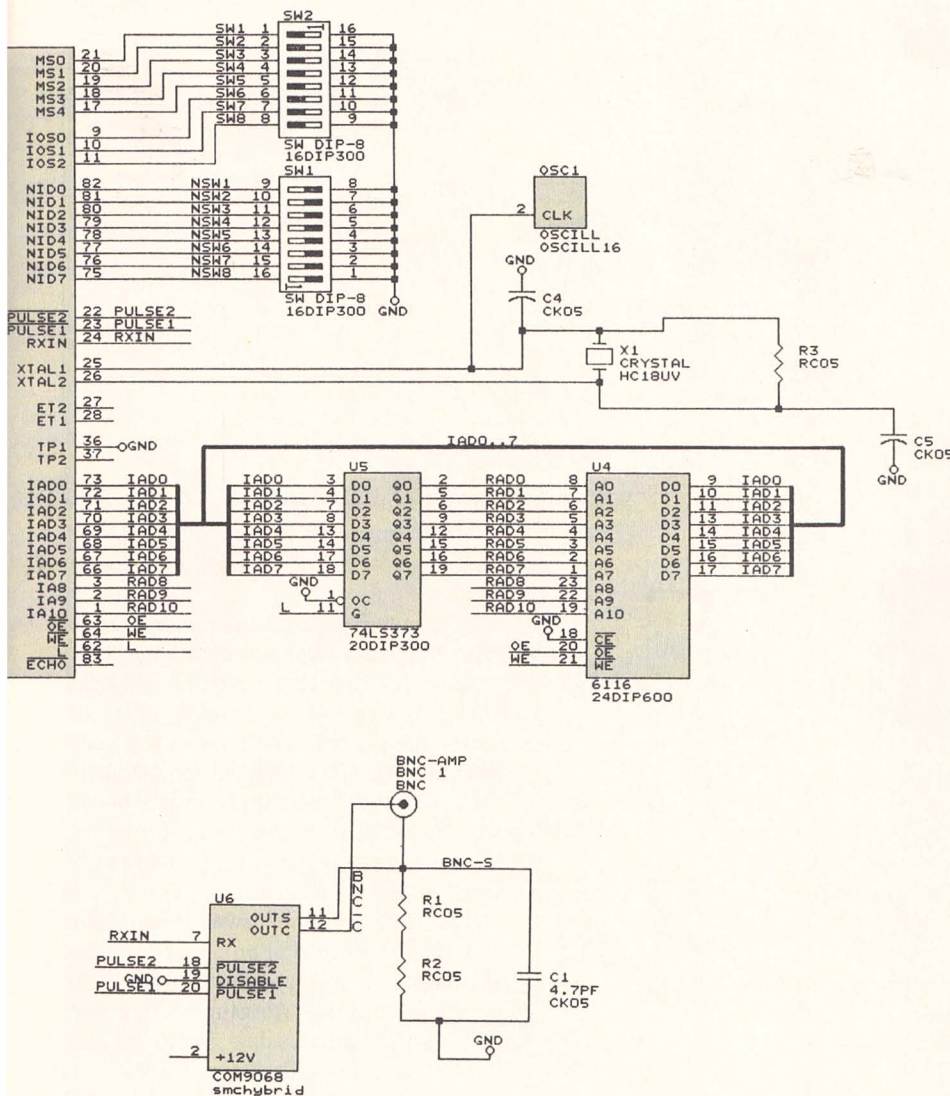 SW2
SW1 1 16
SW2 2 15
SW3 3 14
SW4 4 13
SW5 5 12
SW6 6 11
SW7 7 10
SW8 8 9
SW DIP-8
16DIP300
MS0 21
MS1 20
MS2 19
MS3 18
MS4 17
IOS0 9
IOS1 10
IOS2 11
SW1
NID0 82 NSW1 9 8
NID1 81 NSW2 10 7
NID2 80 NSW3 11 6
NID3 79 NSW4 12 5
NID4 78 NSW5 13 4
NID5 77 NSW6 14 3
NID6 76 NSW7 15 2
NID7 75 NSW8 16 1
SW DIP-8
16DIP300
GND
OSC1
2 CLK
OSCILL
OSCILL16
GND
C4
CK05
PULSE2 22 PULSE2
PULSE1 23 PULSE1
RXIN 24 RXIN
XTAL1 25
XTAL2 26
X1
CRYSTAL
HC18UV
R3
RC05
ET2 27
ET1 28
TP1 36 GND
TP2 37
C5
CK05
GND
IAD0..7
U5
U4
IAD0 73 IAD0 IAD0 3 D0 Q0 2 RAD0 8 A0 D0 9 IAD0
IAD1 72 IAD1 IAD1 4 D1 Q1 5 RAD1 7 A1 D1 10 IAD1
IAD2 71 IAD2 IAD2 7 D2 Q2 6 RAD2 6 A2 D2 11 IAD2
IAD3 70 IAD3 IAD3 8 D3 Q3 9 RAD3 5 A3 D3 13 IAD3
IAD4 69 IAD4 IAD4 13 D4 Q4 12 RAD4 4 A4 D4 14 IAD4
IAD5 68 IAD5 IAD5 14 D5 Q5 15 RAD5 3 A5 D5 15 IAD5
IAD6 67 IAD6 IAD6 17 D6 Q6 16 RAD6 2 A6 D6 16 IAD6
IAD7 66 IAD7 IAD7 18 D7 Q7 19 RAD7 1 A7 D7 17 IAD7
IA8 3 RAD8 GND RAD8 23 A8
IA9 2 RAD9 1 OC RAD9 22 A9
IA10 1 RAD10 L 11 G RAD10 19 A10
OE 63 OE
WE 64 WE
L 62 L
ECHO 83
74LS373
20DIP300
GND 18 CE
OE 20 OE
WE 21 WE
6116
24DIP600
BNC-AMP
BNC 1
BNC
BNC-S
BNC-C
U6
OUTS 11
OUTC 12
RXIN 7 RX
PULSE2 18 PULSE2
GND 19 DISABLE
PULSE1 20 PULSE1
2 +12V
COM9068
smchybrid
R1
RC05
R2
RC05
C1
4.7PF
CK05
GND